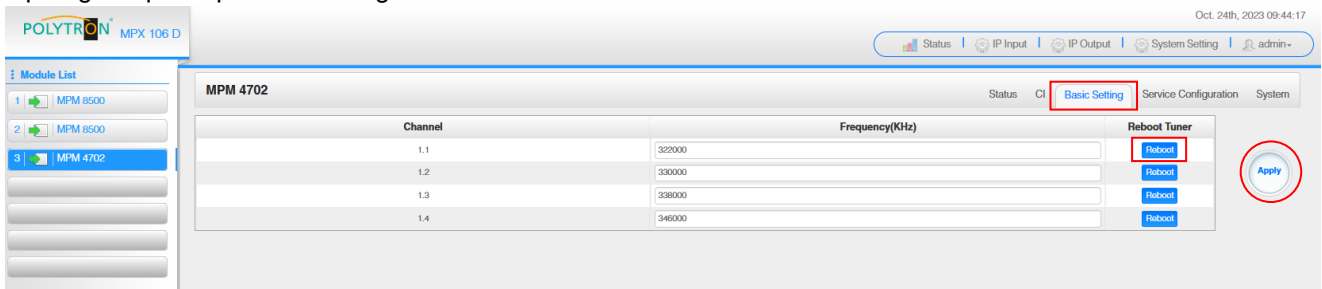 Oct. 24th, 2023 09:44:17
POLYTRON MPX 106 D
Status IP Input IP Output System Setting admin
Module List
1 MPM 8500
2 MPM 8500
3 MPM 4702
MPM 4702
Status CI Basic Setting Service Configuration System
Channel Frequency(KHz) Reboot Tuner
1.1 322000 Reboot
1.2 330000 Reboot
1.3 338000 Reboot
1.4 346000 Reboot
Apply